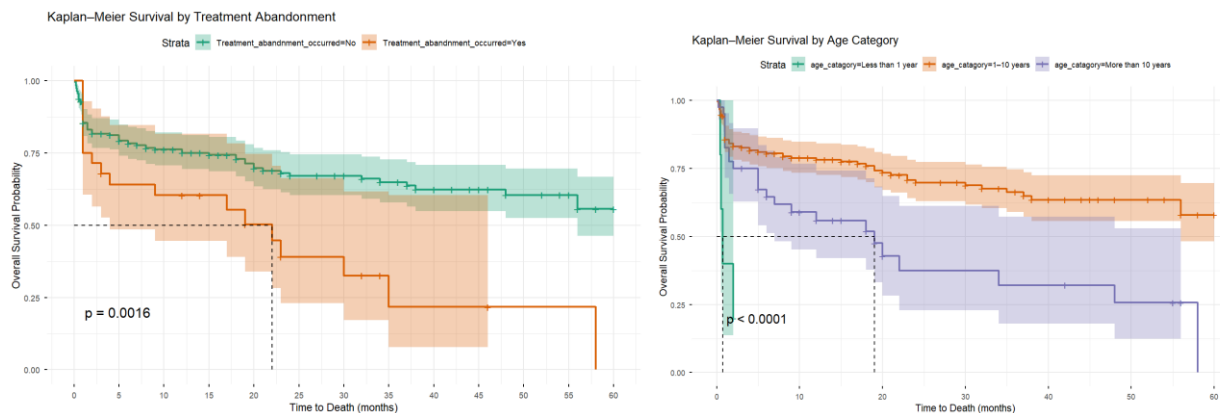 Kaplan–Meier Survival by Treatment Abandonment
Strata Treatment_abandnment_occurred=No Treatment_abandnment_occurred=Yes
Overall Survival Probability
1.00
0.75
0.50
0.25
0.00
p = 0.0016
0 5 10 15 20 25 30 35 40 45 50 55 60
Time to Death (months)
Kaplan–Meier Survival by Age Category
Strata age_catagory=Less than 1 year age_catagory=1–10 years age_catagory=More than 10 years
Overall Survival Probability
1.00
0.75
0.50
0.25
0.00
p < 0.0001
0 10 20 30 40 50 60
Time to Death (months)